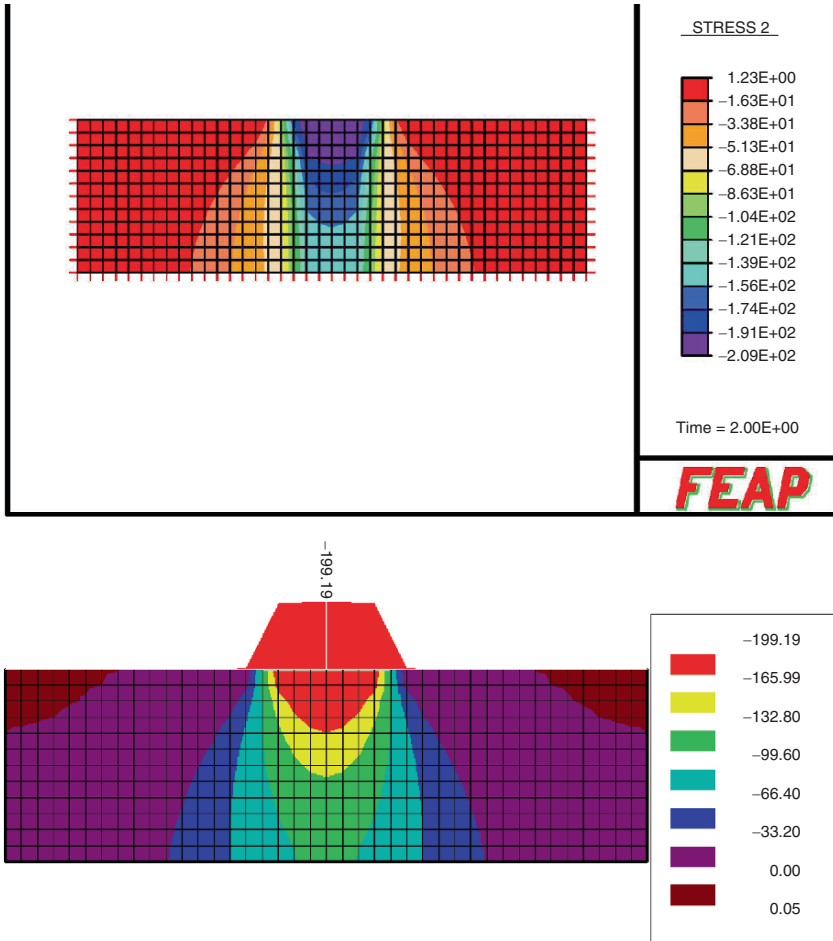 STRESS 2
1.23E+00
−1.63E+01
−3.38E+01
−5.13E+01
−6.88E+01
−8.63E+01
−1.04E+02
−1.21E+02
−1.39E+02
−1.56E+02
−1.74E+02
−1.91E+02
−2.09E+02
Time = 2.00E+00
FEAP
−199.19
−199.19
−165.99
−132.80
−99.60
−66.40
−33.20
0.00
0.05